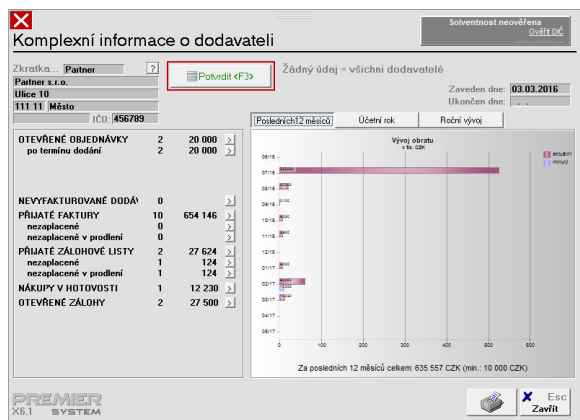 Komplexní informace o dodavateli
Solventnost neověřena
Ověřit DIČ
Zkratka... Partner ?
Partner s.r.o.
Ulice 10
111 11 Město
IČO: 456789
Potvrdit <F3>
Žádný údaj = všichni dodavatelé
Zaveden dne: 03.03.2016
Ukončen dne: . .
Posledních12 měsíců Účetní rok Roční vývoj
OTEVŘENÉ OBJEDNÁVKY 2 20 000 >
po termínu dodání 2 20 000 >
NEVYFAKTUROVANÉ DODÁV 0
PŘIJATÉ FAKTURY 10 654 146 >
nezaplacené 0 >
nezaplacené v prodlení 0 >
PŘIJATÉ ZÁLOHOVÉ LISTY 2 27 624 >
nezaplacené 1 124 >
nezaplacené v prodlení 1 124 >
NÁKUPY V HOTOVOSTI 1 12 230 >
OTEVŘENÉ ZÁLOHY 2 27 500 >
Vývoj obratu
v tis. CZK
aktuální
minulý
06/16
07/16
08/16
09/16
10/16
11/16
12/16
01/17
02/17
03/17
04/17
05/17
0 100 200 300 400 500 600
Za posledních 12 měsíců celkem: 635 557 CZK (min.: 10 000 CZK)
PREMIER
X6.1 SYSTEM
X Esc
Zavřít